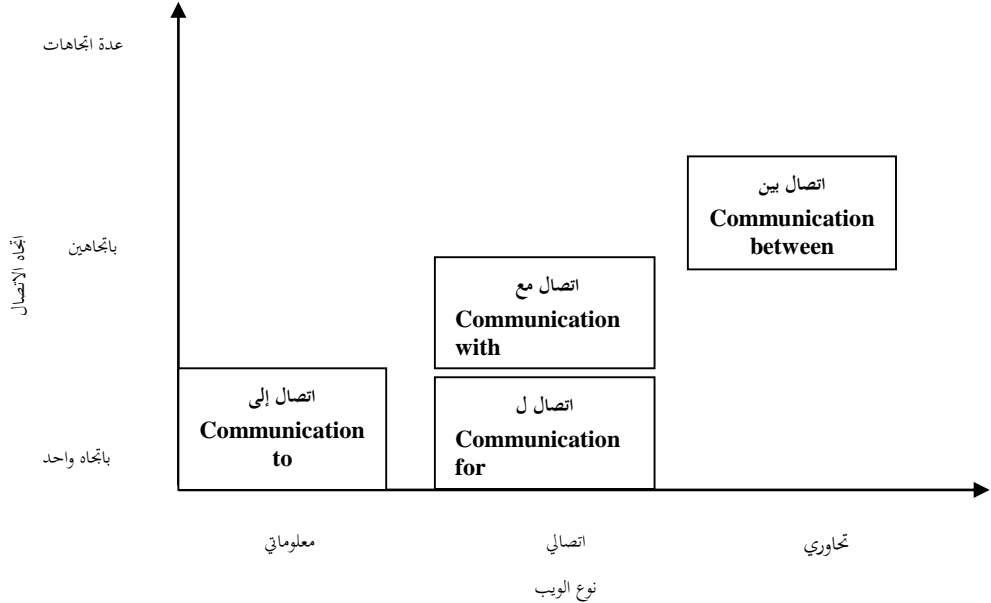 عدة اتجاهات
اتصال بين
Communication
between
اتجاه الاتصال
باتجاهين
اتصال مع
Communication
with
اتصال إلى
Communication
to
اتصال ل
Communication
for
باتجاه واحد
معلوماتي
اتصالي
تحاوري
نوع الويب